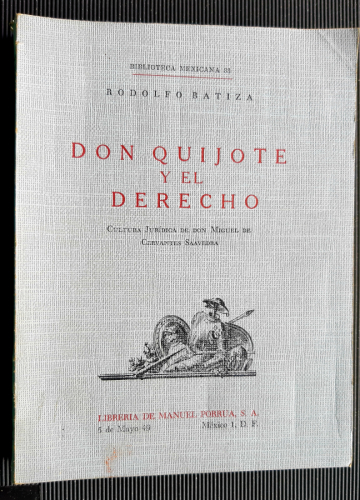 BIBLIOTECA MEXICANA 33
RODOLFO BATIZA
DON QUIJOTE
Y EL
DERECHO
CULTURA JURÍDICA DE DON MIGUEL DE
CERVANTES SAAVEDRA
LIBRERIA DE MANUEL PORRUA, S. A.
5 de Mayo 49 México 1, D. F.